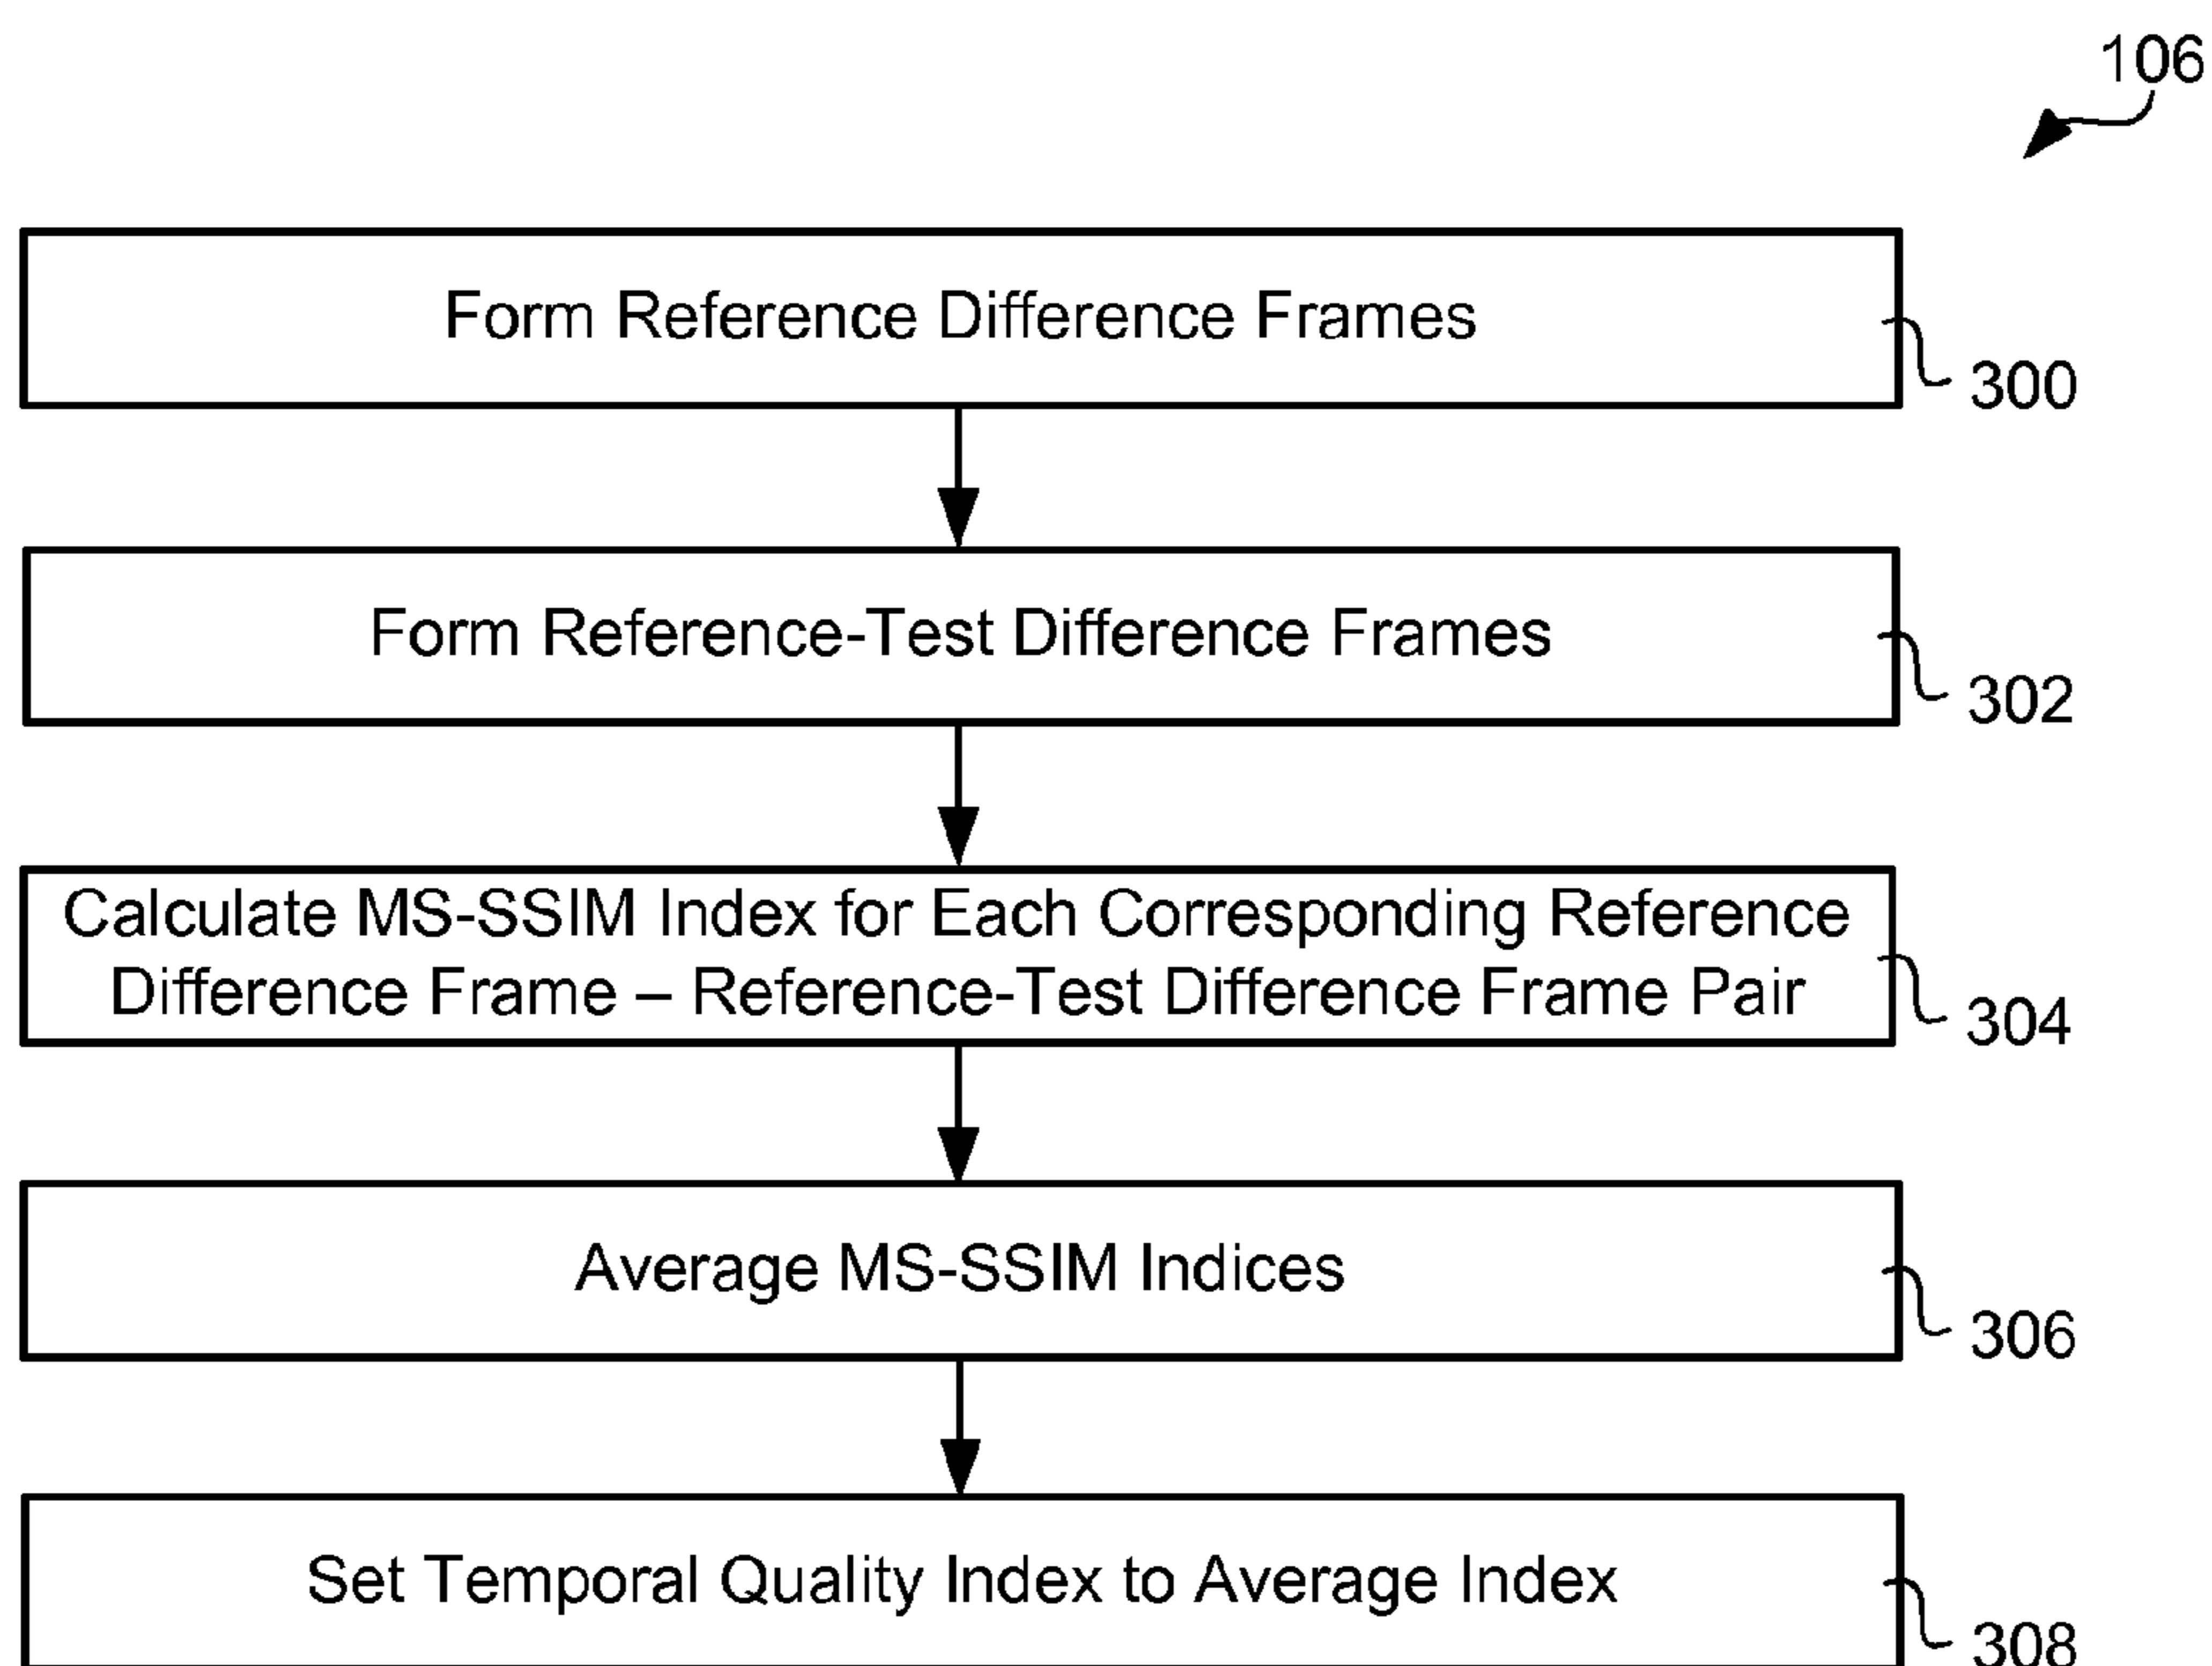 106
Form Reference Difference Frames
300
Form Reference-Test Difference Frames
302
Calculate MS-SSIM Index for Each Corresponding Reference
Difference Frame – Reference-Test Difference Frame Pair
304
Average MS-SSIM Indices
306
Set Temporal Quality Index to Average Index
308